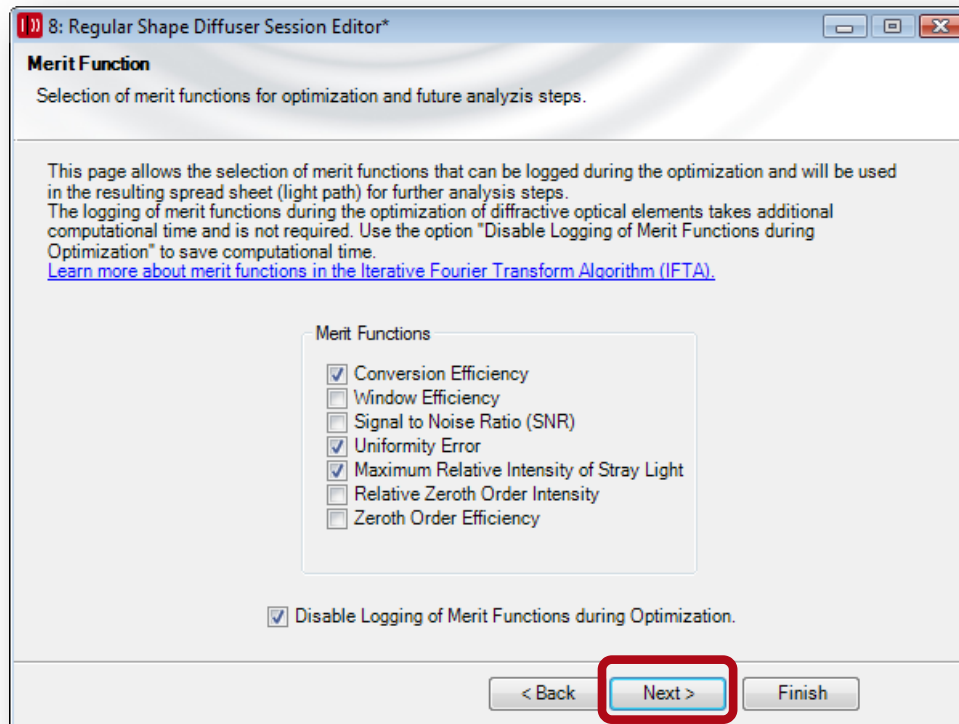 8: Regular Shape Diffuser Session Editor*
Merit Function
Selection of merit functions for optimization and future analyzis steps.
This page allows the selection of merit functions that can be logged during the optimization and will be used
in the resulting spread sheet (light path) for further analysis steps.
The logging of merit functions during the optimization of diffractive optical elements takes additional
computational time and is not required. Use the option "Disable Logging of Merit Functions during
Optimization" to save computational time.
Learn more about merit functions in the Iterative Fourier Transform Algorithm (IFTA).
Merit Functions
Conversion Efficiency
Window Efficiency
Signal to Noise Ratio (SNR)
Uniformity Error
Maximum Relative Intensity of Stray Light
Relative Zeroth Order Intensity
Zeroth Order Efficiency
Disable Logging of Merit Functions during Optimization.
< Back Next > Finish